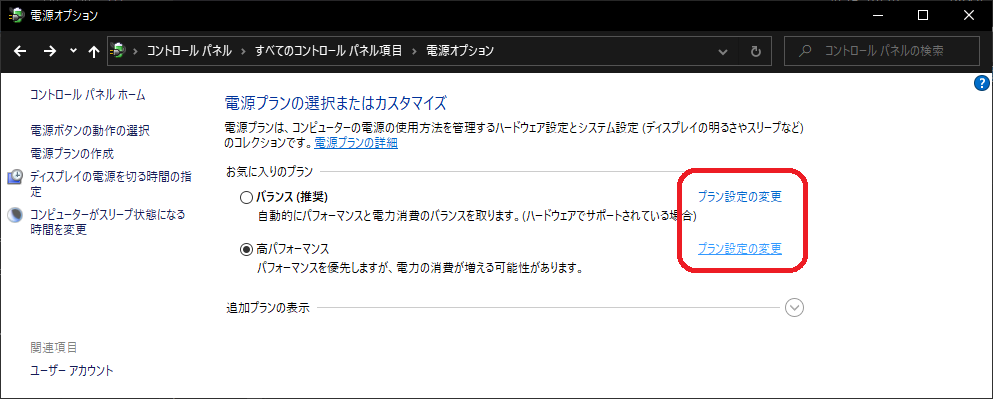 電源オプション
コントロール パネル
すべてのコントロール パネル項目
電源オプション
コントロール パネルの検索
コントロール パネル ホーム
電源ボタンの動作の選択
電源プランの作成
ディスプレイの電源を切る時間の指
定
コンピューターがスリープ状態になる
時間を変更
関連項目
ユーザー アカウント
電源プランの選択またはカスタマイズ
電源プランは、コンピューターの電源の使用方法を管理するハードウェア設定とシステム設定 (ディスプレイの明るさやスリープなど)
のコレクションです。電源プランの詳細
お気に入りのプラン
バランス (推奨)
プラン設定の変更
自動的にパフォーマンスと電力消費のバランスを取ります。(ハードウェアでサポートされている場合)
高パフォーマンス
プラン設定の変更
パフォーマンスを優先しますが、電力の消費が増える可能性があります。
追加プランの表示
?